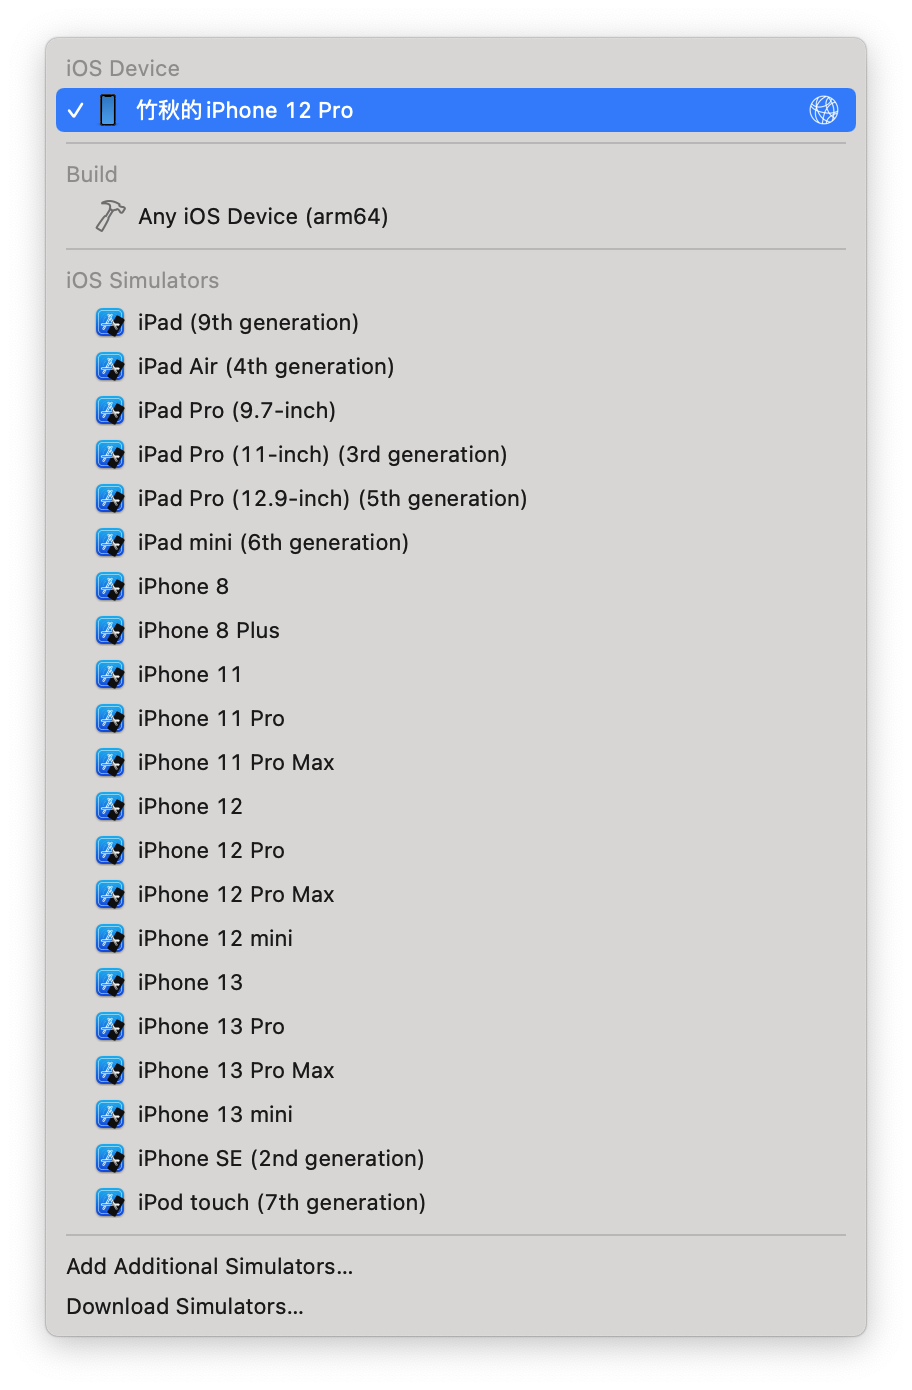 iOS Device
竹秋的iPhone 12 Pro
Build
Any iOS Device (arm64)
iOS Simulators
iPad (9th generation)
iPad Air (4th generation)
iPad Pro (9.7-inch)
iPad Pro (11-inch) (3rd generation)
iPad Pro (12.9-inch) (5th generation)
iPad mini (6th generation)
iPhone 8
iPhone 8 Plus
iPhone 11
iPhone 11 Pro
iPhone 11 Pro Max
iPhone 12
iPhone 12 Pro
iPhone 12 Pro Max
iPhone 12 mini
iPhone 13
iPhone 13 Pro
iPhone 13 Pro Max
iPhone 13 mini
iPhone SE (2nd generation)
iPod touch (7th generation)
Add Additional Simulators...
Download Simulators...